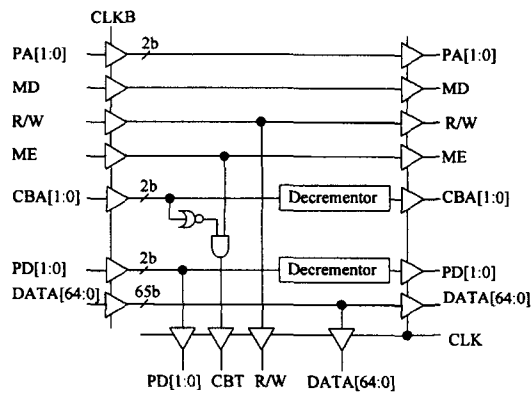 CLKB
PA[1:0] 2b PA[1:0]
MD MD
R/W R/W
ME ME
CBA[1:0] 2b Decrementor CBA[1:0]
PD[1:0] 2b Decrementor PD[1:0]
DATA[64:0] 65b DATA[64:0]
CLK
PD[1:0] CBT R/W DATA[64:0]